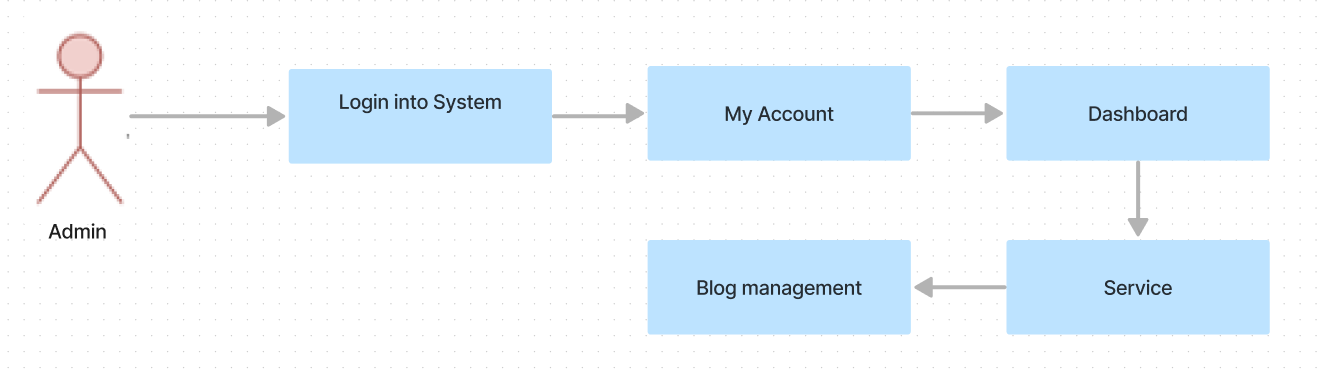 Login into System
My Account
Dashboard
Admin
Blog management
Service